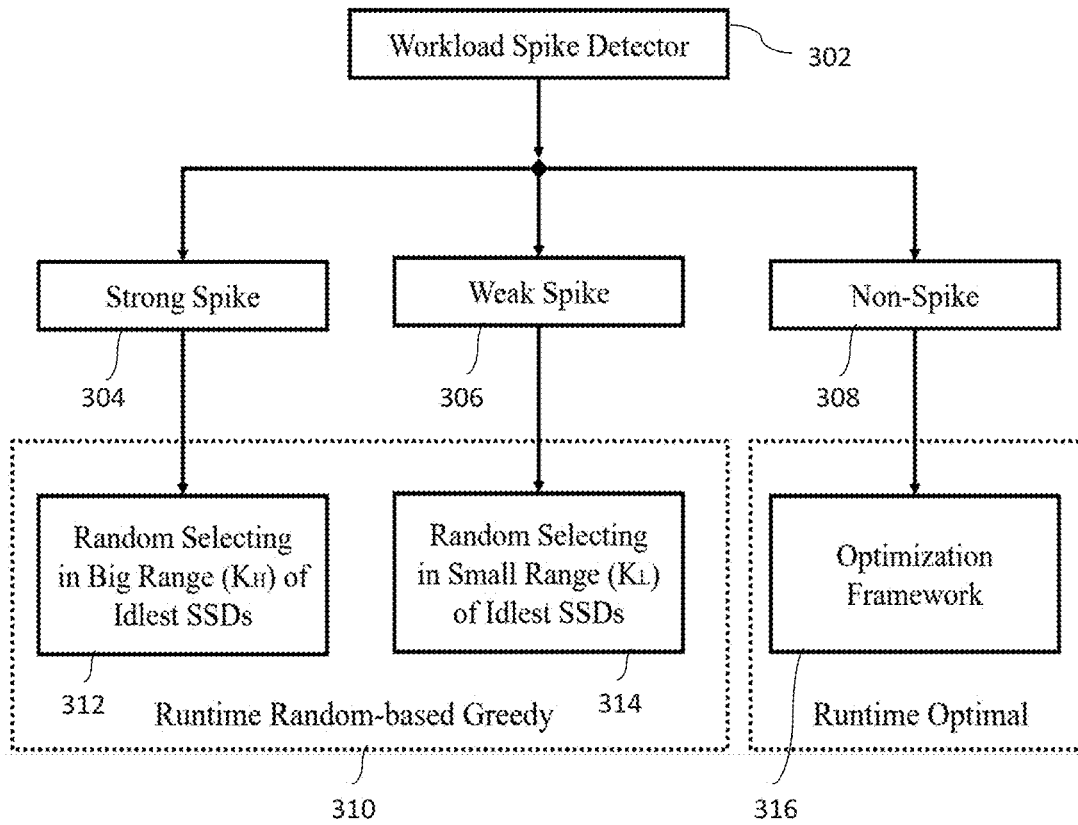 Workload Spike Detector
302
Strong Spike
Weak Spike
Non-Spike
304
306
308
Random Selecting
in Big Range (KH) of
Idlest SSDs
Random Selecting
in Small Range (KL)
of Idlest SSDs
Optimization
Framework
312
Runtime Random-based Greedy
314
Runtime Optimal
310
316